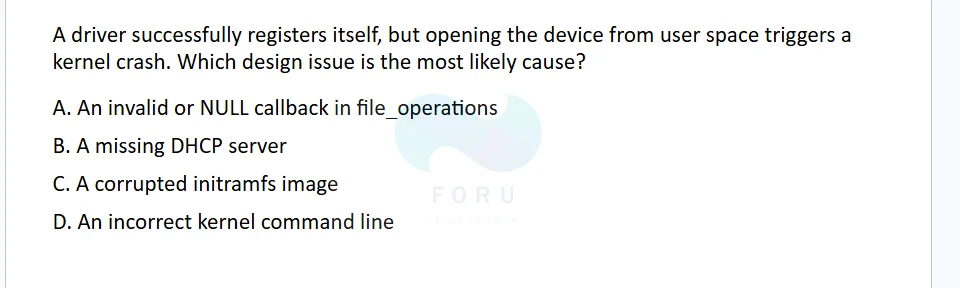 A driver successfully registers itself, but opening the device from user space triggers a
kernel crash. Which design issue is the most likely cause?
A. An invalid or NULL callback in file_operations
B. A missing DHCP server
C. A corrupted initramfs image
FORU
D. An incorrect kernel command line